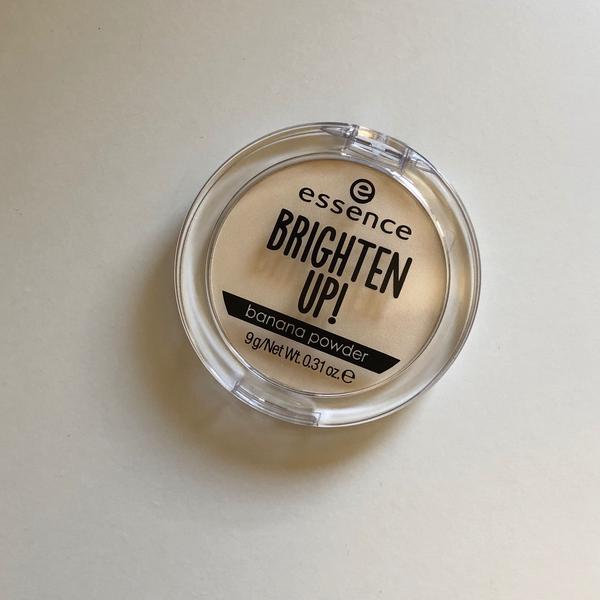 e
essence
BRIGHTEN
UP!
banana powder
9g/Net Wt. 0.31 oz. ℮